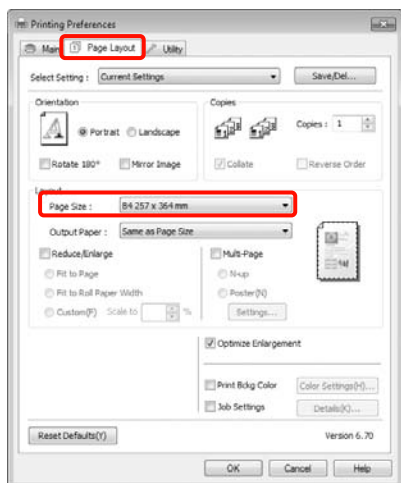 Printing Preferences
Main Page Layout Utility
Select Setting : Current Settings Save/Del...
Orientation Copies
Portrait Landscape Copies : 1
Rotate 180° Mirror Image Collate Reverse Order
Layout
Page Size : B4 257 x 364 mm
Output Paper : Same as Page Size
Reduce/Enlarge Multi-Page
Fit to Page N-up
Fit to Roll Paper Width Poster(N)
Custom(F) Scale to % Settings...
Optimize Enlargement
Print Bckg Color Color Settings(H)...
Job Settings Details(K)...
Reset Defaults(Y) Version 6.70
OK Cancel Help